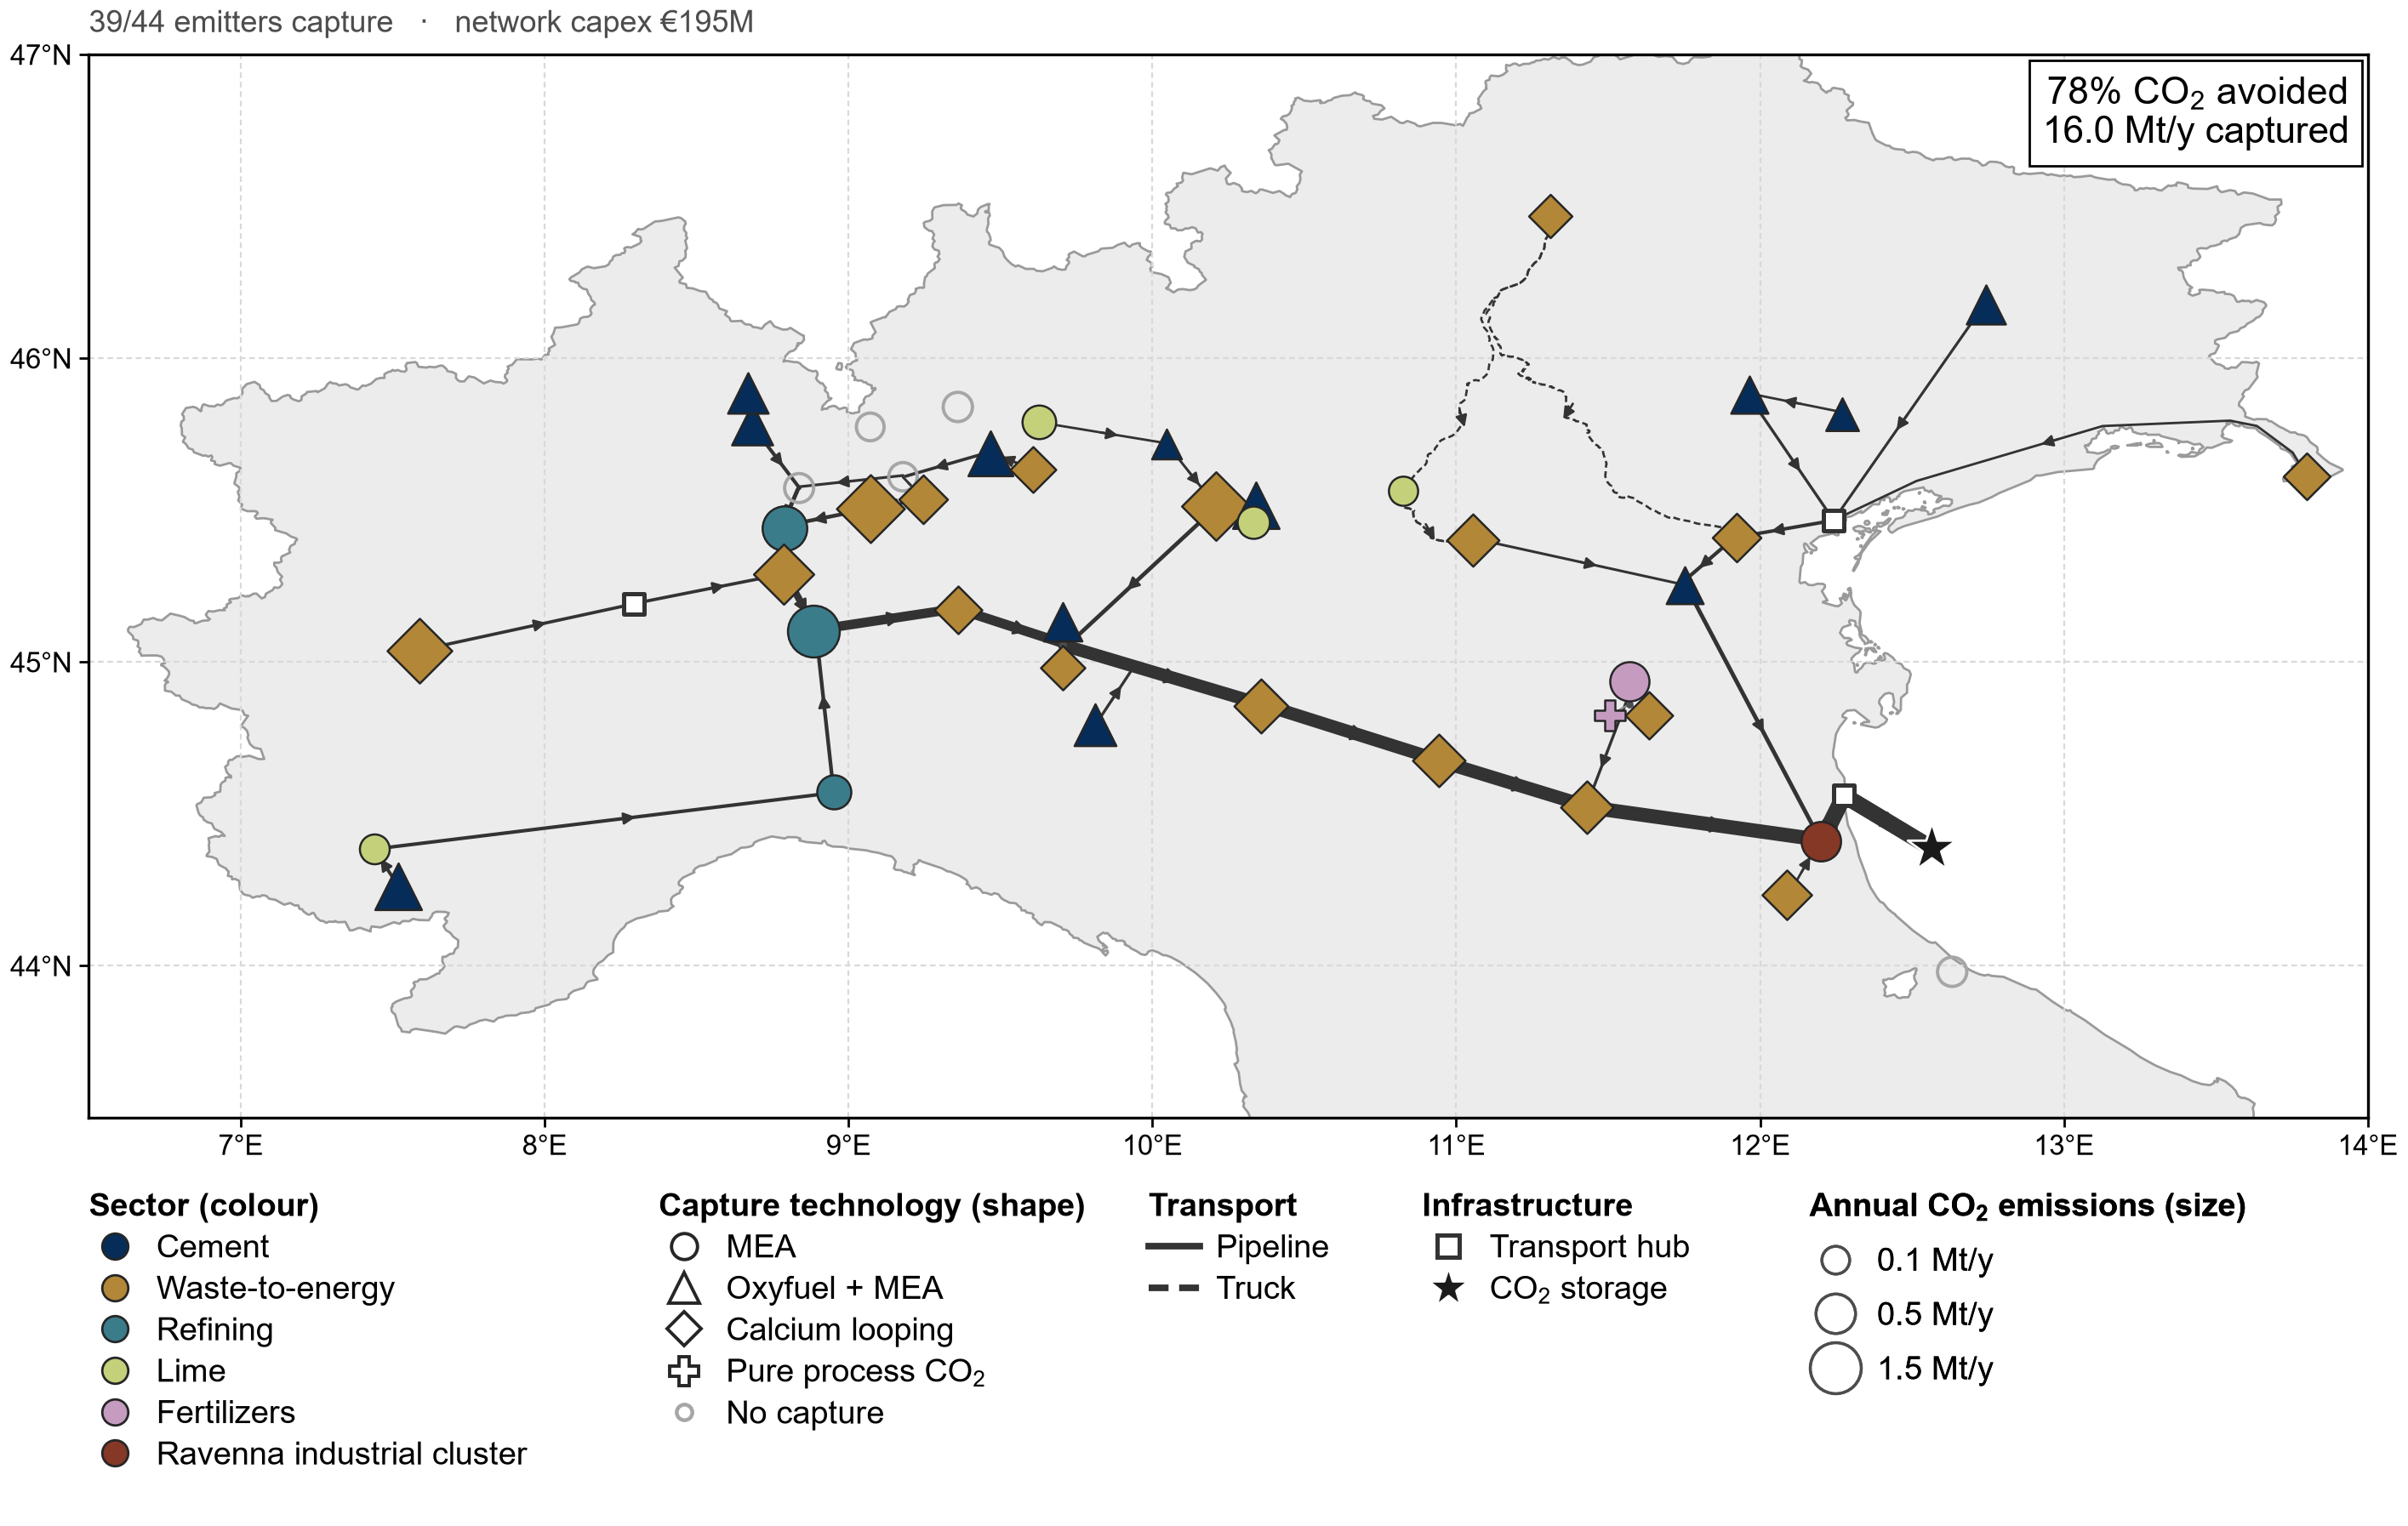 39/44 emitters capture · network capex €195M
78% CO₂ avoided
16.0 Mt/y captured
47°N
46°N
45°N
44°N
7°E 8°E 9°E 10°E 11°E 12°E 13°E 14°E
Sector (colour)
Cement
Waste-to-energy
Refining
Lime
Fertilizers
Ravenna industrial cluster
Capture technology (shape)
MEA
Oxyfuel + MEA
Calcium looping
Pure process CO₂
No capture
Transport
Pipeline
Truck
Infrastructure
Transport hub
CO₂ storage
Annual CO₂ emissions (size)
0.1 Mt/y
0.5 Mt/y
1.5 Mt/y